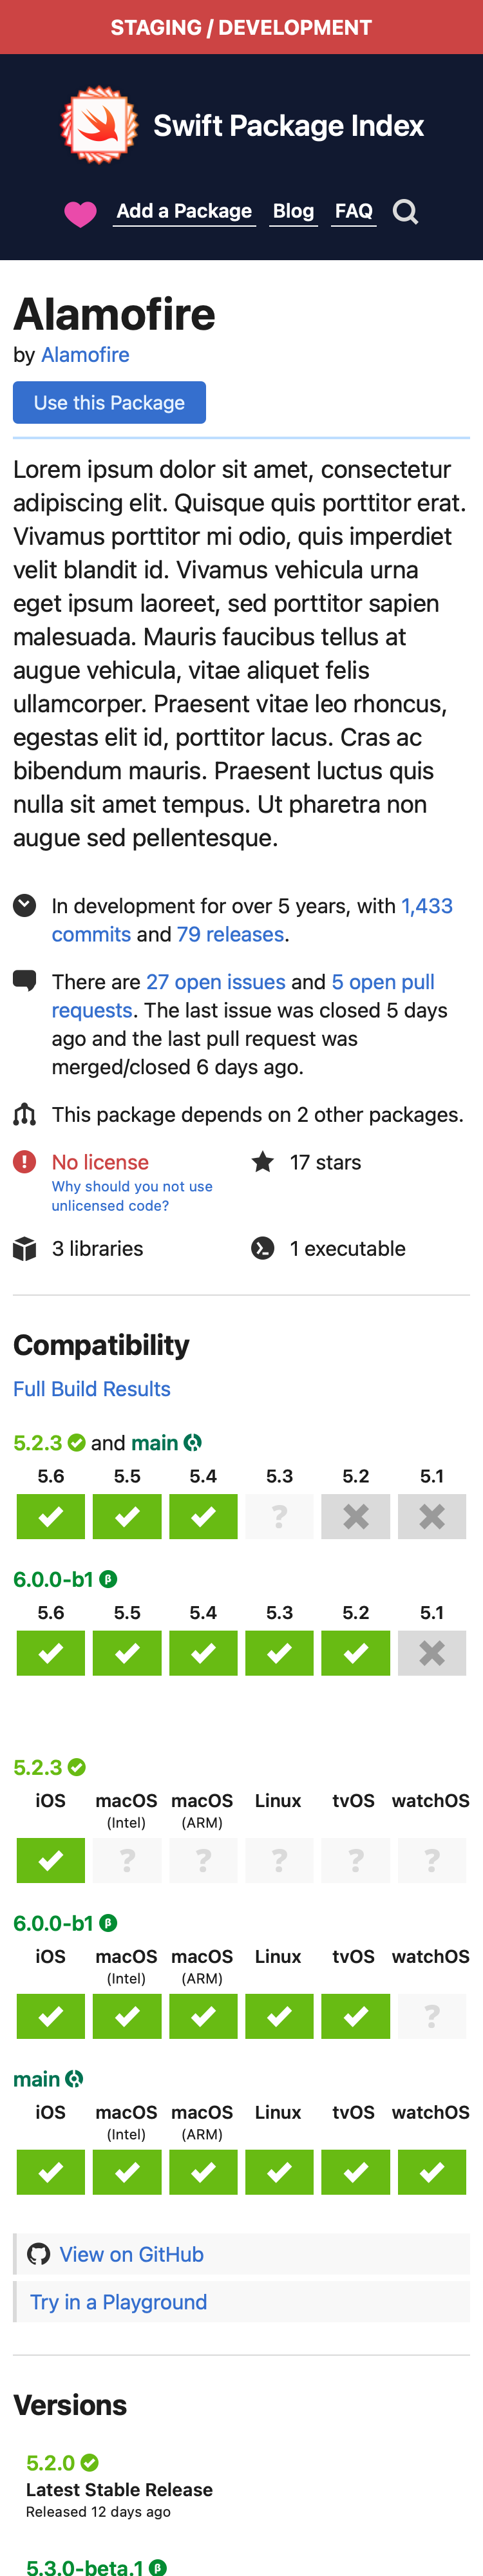 STAGING / DEVELOPMENT
Swift Package Index
Add a Package Blog FAQ
Alamofire
by Alamofire
Use this Package
Lorem ipsum dolor sit amet, consectetur
adipiscing elit. Quisque quis porttitor erat.
Vivamus porttitor mi odio, quis imperdiet
velit blandit id. Vivamus vehicula urna
eget ipsum laoreet, sed porttitor sapien
malesuada. Mauris faucibus tellus at
augue vehicula, vitae aliquet felis
ullamcorper. Praesent vitae leo rhoncus,
egestas elit id, porttitor lacus. Cras ac
bibendum mauris. Praesent luctus quis
nulla sit amet tempus. Ut pharetra non
augue sed pellentesque.
In development for over 5 years, with 1,433
commits and 79 releases.
There are 27 open issues and 5 open pull
requests. The last issue was closed 5 days
ago and the last pull request was
merged/closed 6 days ago.
This package depends on 2 other packages.
No license
Why should you not use
unlicensed code?
17 stars
3 libraries
1 executable
Compatibility
Full Build Results
5.2.3 and main
5.6 5.5 5.4 5.3 5.2 5.1
?
6.0.0-b1 β
5.6 5.5 5.4 5.3 5.2 5.1
5.2.3
iOS macOS macOS Linux tvOS watchOS
(Intel) (ARM)
? ? ? ? ?
6.0.0-b1 β
iOS macOS macOS Linux tvOS watchOS
(Intel) (ARM)
?
main
iOS macOS macOS Linux tvOS watchOS
(Intel) (ARM)
View on GitHub
Try in a Playground
Versions
5.2.0
Latest Stable Release
Released 12 days ago
5.3.0-beta.1 β